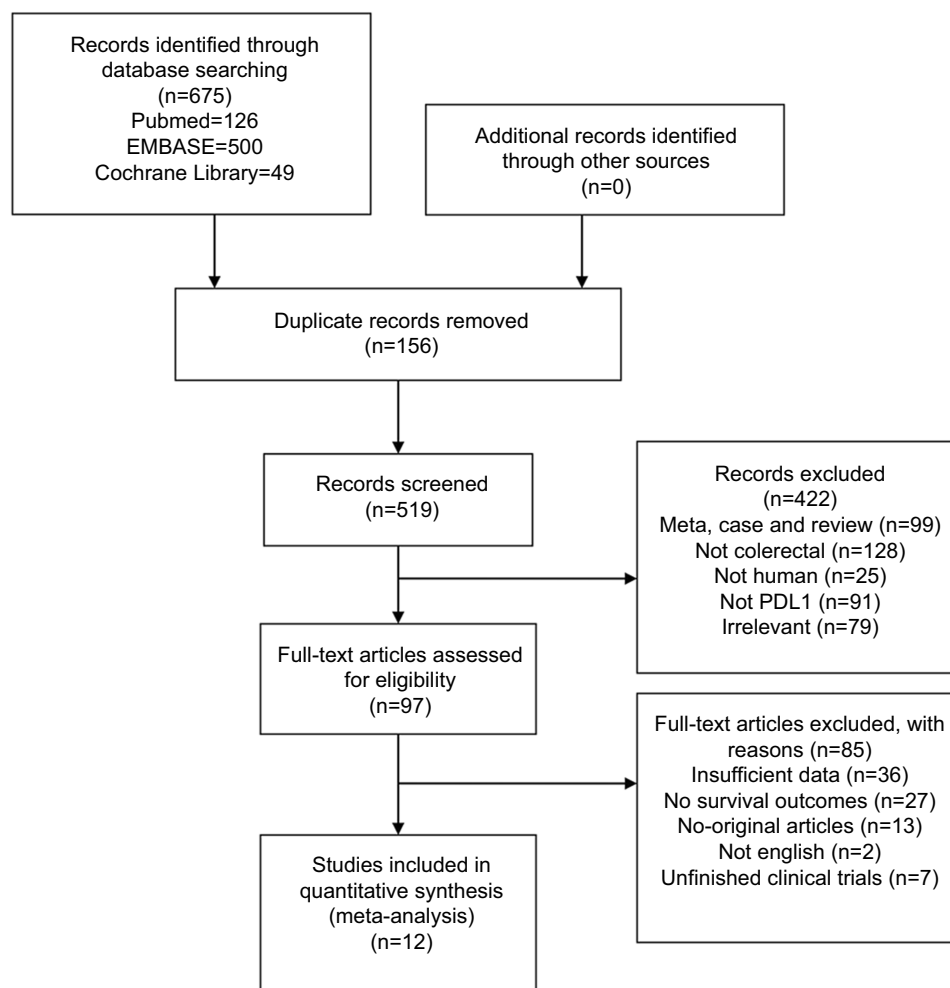 Records identified through
database searching
(n=675)
Pubmed=126
EMBASE=500
Cochrane Library=49
Additional records identified
through other sources
(n=0)
Duplicate records removed
(n=156)
Records screened
(n=519)
Records excluded
(n=422)
Meta, case and review (n=99)
Not colerectal (n=128)
Not human (n=25)
Not PDL1 (n=91)
Irrelevant (n=79)
Full-text articles assessed
for eligibility
(n=97)
Full-text articles excluded, with
reasons (n=85)
Insufficient data (n=36)
No survival outcomes (n=27)
No-original articles (n=13)
Not english (n=2)
Unfinished clinical trials (n=7)
Studies included in
quantitative synthesis
(meta-analysis)
(n=12)